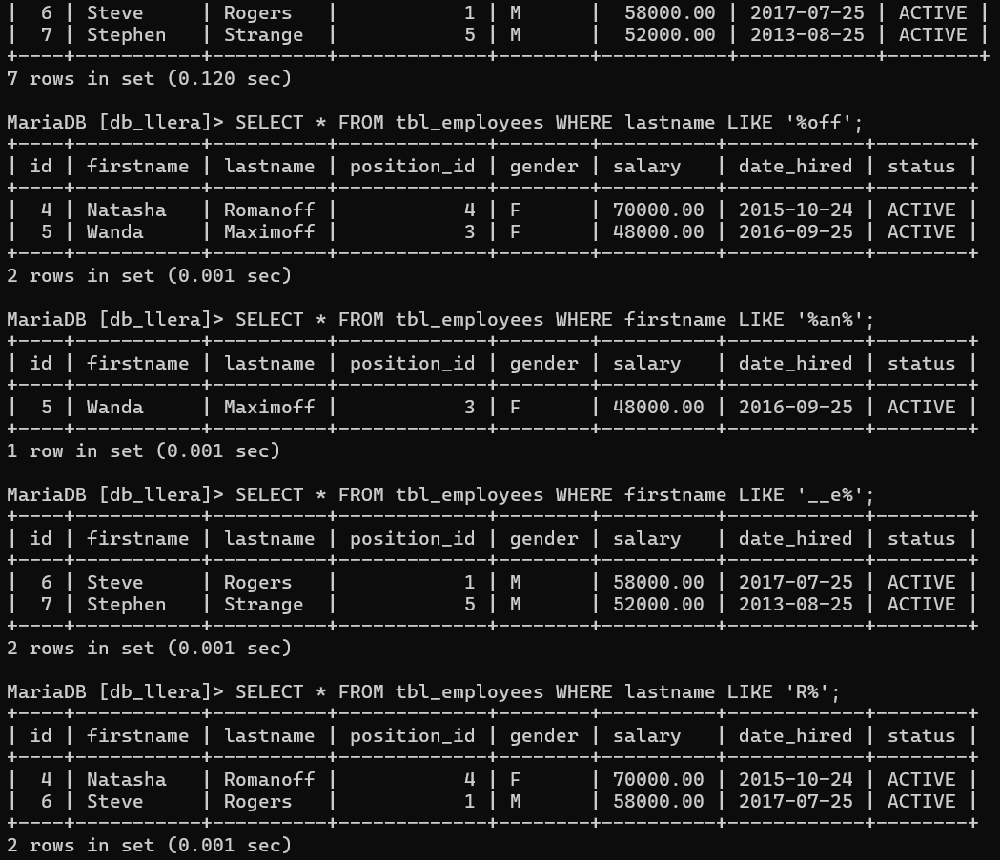 |  6 | Steve     | Rogers   |           1 | M      |  58000.00 | 2017-07-25 | ACTIVE |
|  7 | Stephen   | Strange  |           5 | M      |  52000.00 | 2013-08-25 | ACTIVE |
+----+-----------+----------+-------------+--------+-----------+------------+--------+
7 rows in set (0.120 sec)

MariaDB [db_llera]> SELECT * FROM tbl_employees WHERE lastname LIKE '%off';
+----+-----------+----------+-------------+--------+----------+------------+--------+
| id | firstname | lastname | position_id | gender | salary   | date_hired | status |
+----+-----------+----------+-------------+--------+----------+------------+--------+
|  4 | Natasha   | Romanoff |           4 | F      | 70000.00 | 2015-10-24 | ACTIVE |
|  5 | Wanda     | Maximoff |           3 | F      | 48000.00 | 2016-09-25 | ACTIVE |
+----+-----------+----------+-------------+--------+----------+------------+--------+
2 rows in set (0.001 sec)

MariaDB [db_llera]> SELECT * FROM tbl_employees WHERE firstname LIKE '%an%';
+----+-----------+----------+-------------+--------+----------+------------+--------+
| id | firstname | lastname | position_id | gender | salary   | date_hired | status |
+----+-----------+----------+-------------+--------+----------+------------+--------+
|  5 | Wanda     | Maximoff |           3 | F      | 48000.00 | 2016-09-25 | ACTIVE |
+----+-----------+----------+-------------+--------+----------+------------+--------+
1 row in set (0.001 sec)

MariaDB [db_llera]> SELECT * FROM tbl_employees WHERE firstname LIKE '__e%';
+----+-----------+----------+-------------+--------+----------+------------+--------+
| id | firstname | lastname | position_id | gender | salary   | date_hired | status |
+----+-----------+----------+-------------+--------+----------+------------+--------+
|  6 | Steve     | Rogers   |           1 | M      | 58000.00 | 2017-07-25 | ACTIVE |
|  7 | Stephen   | Strange  |           5 | M      | 52000.00 | 2013-08-25 | ACTIVE |
+----+-----------+----------+-------------+--------+----------+------------+--------+
2 rows in set (0.001 sec)

MariaDB [db_llera]> SELECT * FROM tbl_employees WHERE lastname LIKE 'R%';
+----+-----------+----------+-------------+--------+----------+------------+--------+
| id | firstname | lastname | position_id | gender | salary   | date_hired | status |
+----+-----------+----------+-------------+--------+----------+------------+--------+
|  4 | Natasha   | Romanoff |           4 | F      | 70000.00 | 2015-10-24 | ACTIVE |
|  6 | Steve     | Rogers   |           1 | M      | 58000.00 | 2017-07-25 | ACTIVE |
+----+-----------+----------+-------------+--------+----------+------------+--------+
2 rows in set (0.001 sec)